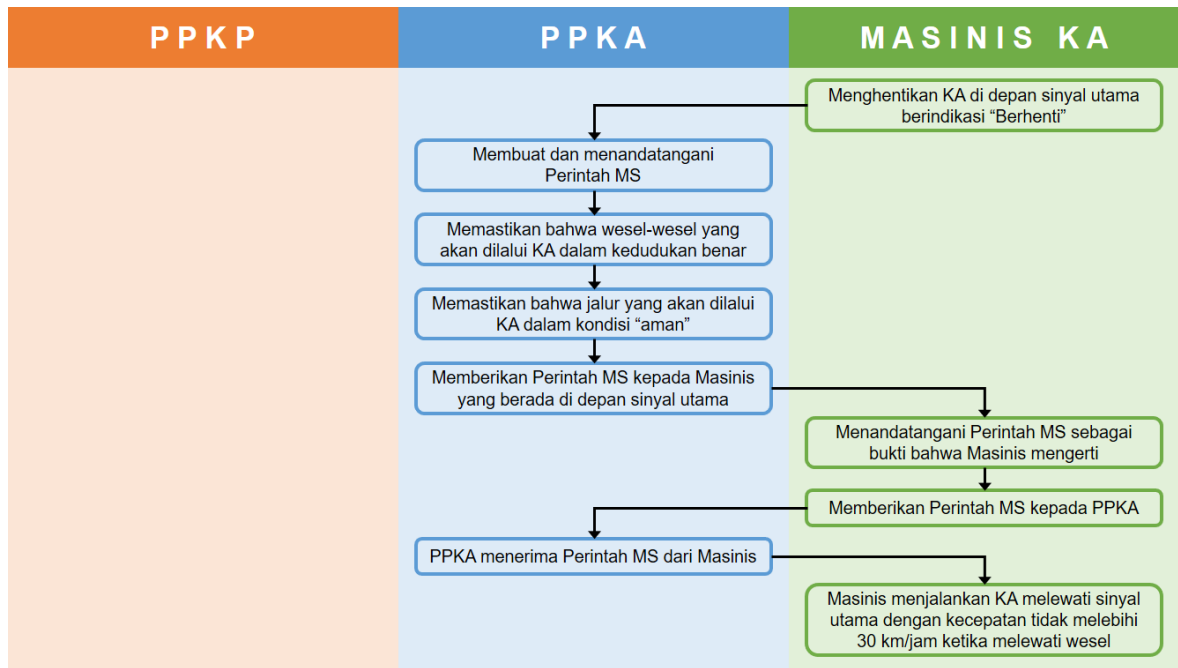 PPKP
PPKA
MASINIS KA
Menghentikan KA di depan sinyal utama
berindikasi “Berhenti”
Membuat dan menandatangani
Perintah MS
Memastikan bahwa wesel-wesel yang
akan dilalui KA dalam kedudukan benar
Memastikan bahwa jalur yang akan dilalui
KA dalam kondisi “aman”
Memberikan Perintah MS kepada Masinis
yang berada di depan sinyal utama
Menandatangani Perintah MS sebagai
bukti bahwa Masinis mengerti
Memberikan Perintah MS kepada PPKA
PPKA menerima Perintah MS dari Masinis
Masinis menjalankan KA melewati sinyal
utama dengan kecepatan tidak melebihi
30 km/jam ketika melewati wesel